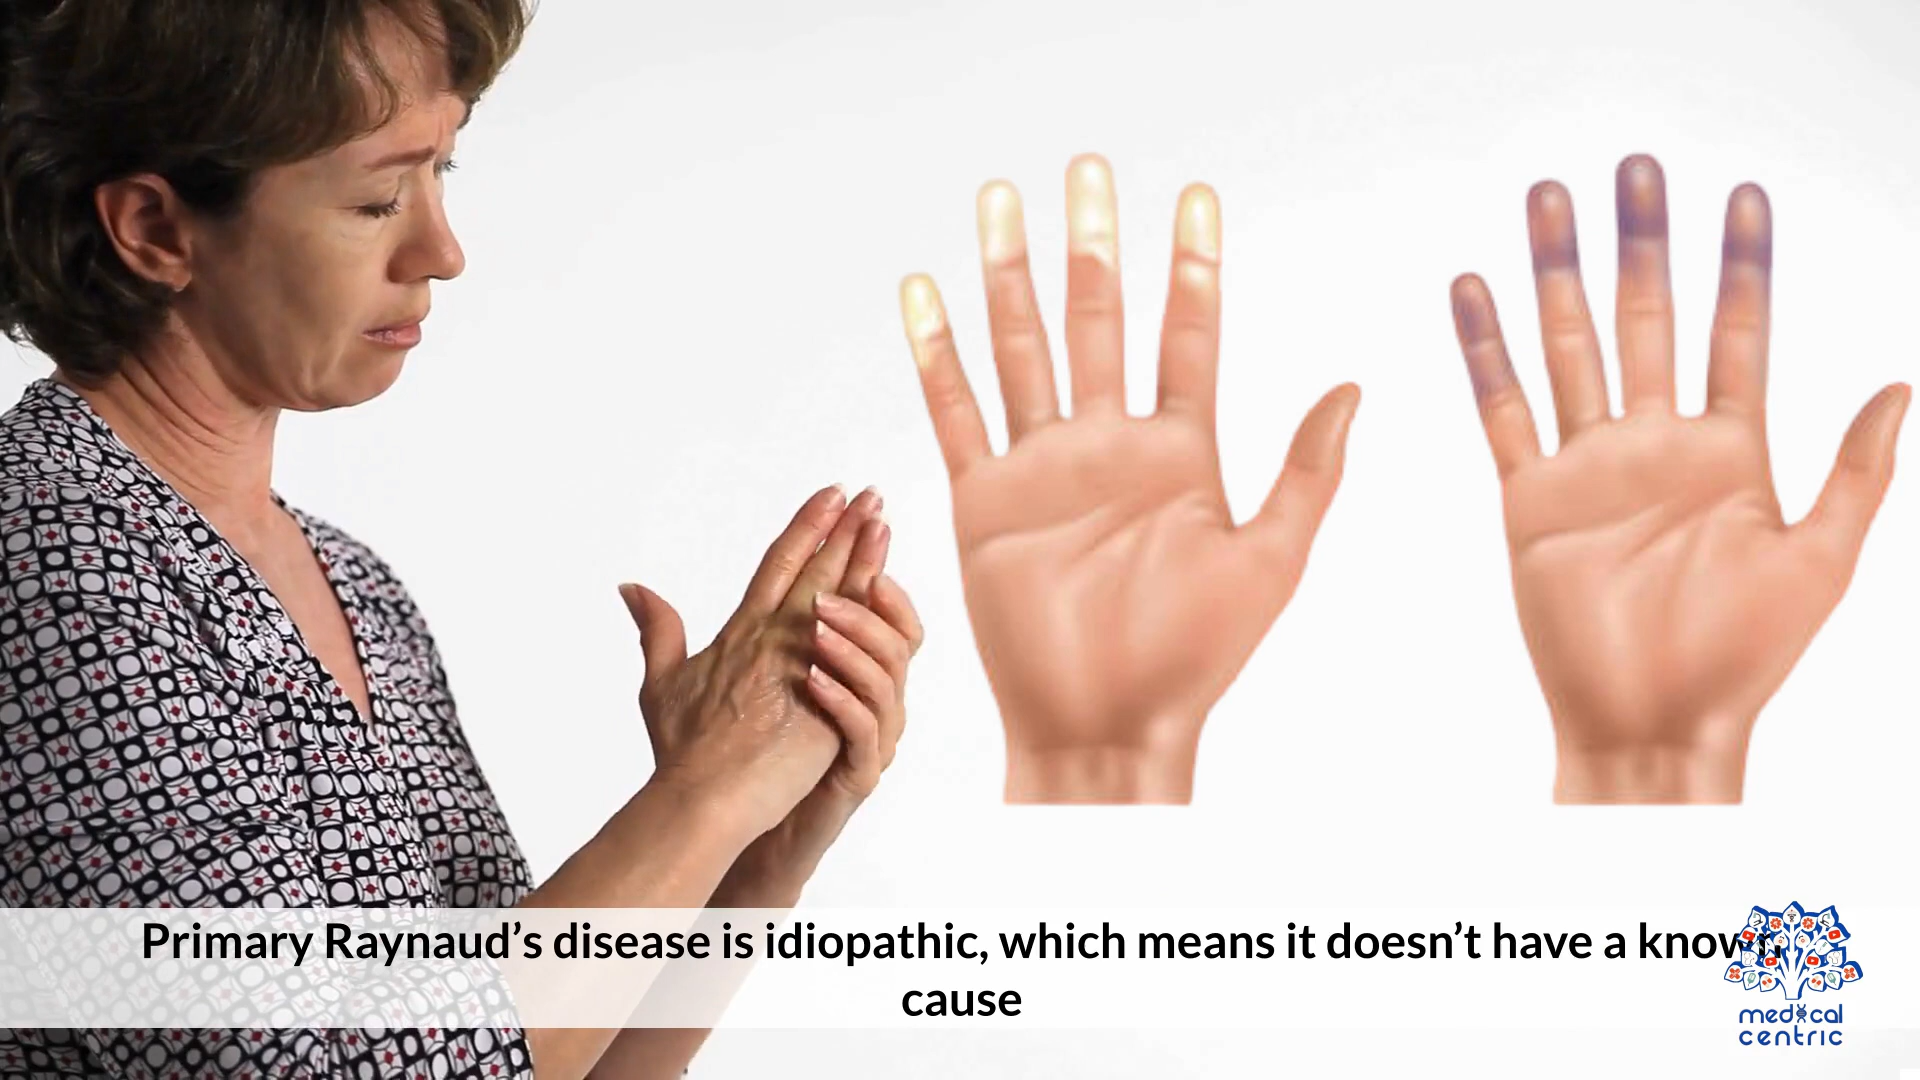 Primary Raynaud’s disease is idiopathic, which means it doesn’t have a known
cause
medical
centric